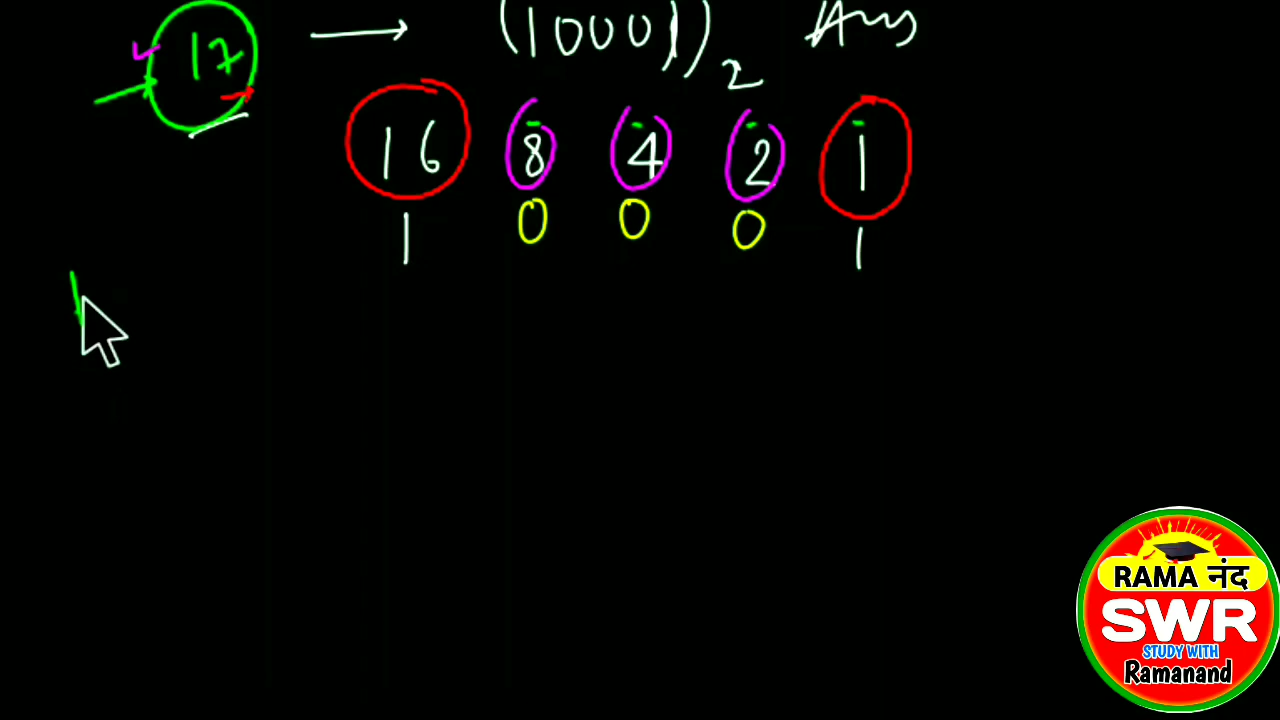 17 → (10001)₂ Ans
16 8 4 2 1
1 0 0 0 1
RAMA नंद
SWR
STUDY WITH
Ramanand